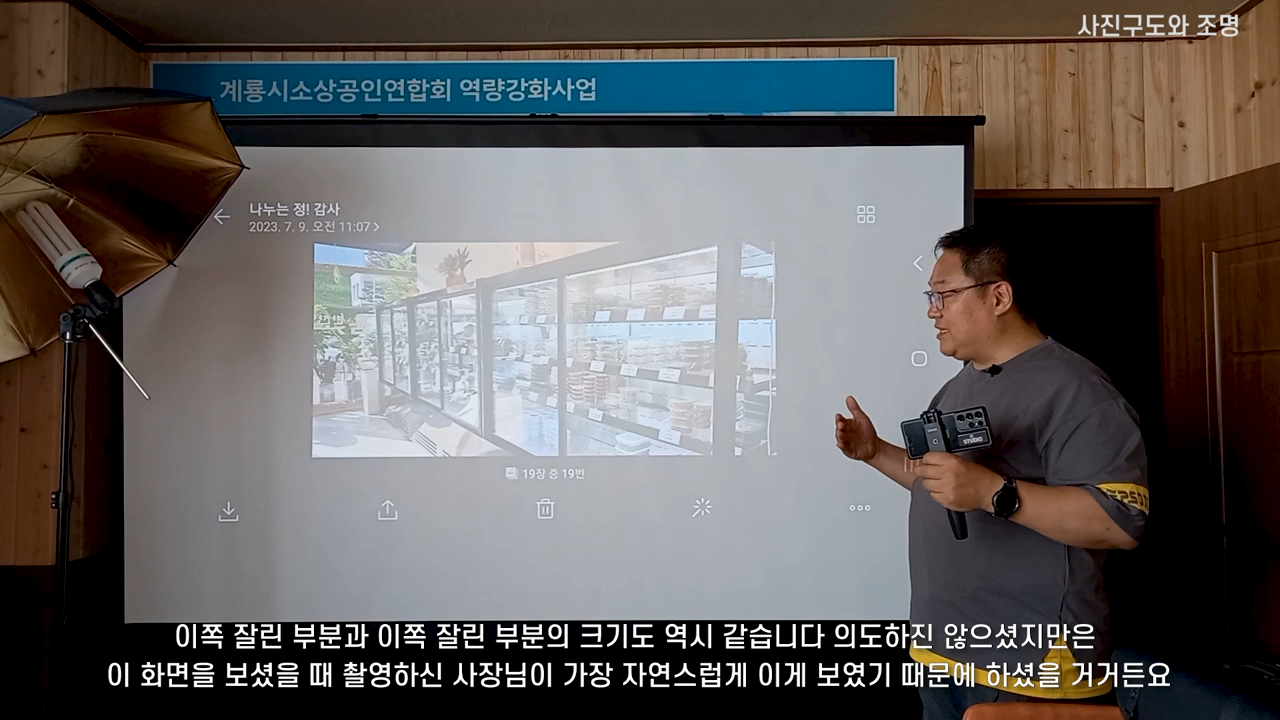 사진구도와 조명
계룡시소상공인연합회 역량강화사업
나누는 정! 감사
2023. 7. 9. 오전 11:07
19장 중 19번
STUDIO
이쪽 잘린 부분과 이쪽 잘린 부분의 크기도 역시 같습니다 의도하진 않으셨지만은
이 화면을 보셨을 때 촬영하신 사장님이 가장 자연스럽게 이게 보였기 때문에 하셨을 거거든요